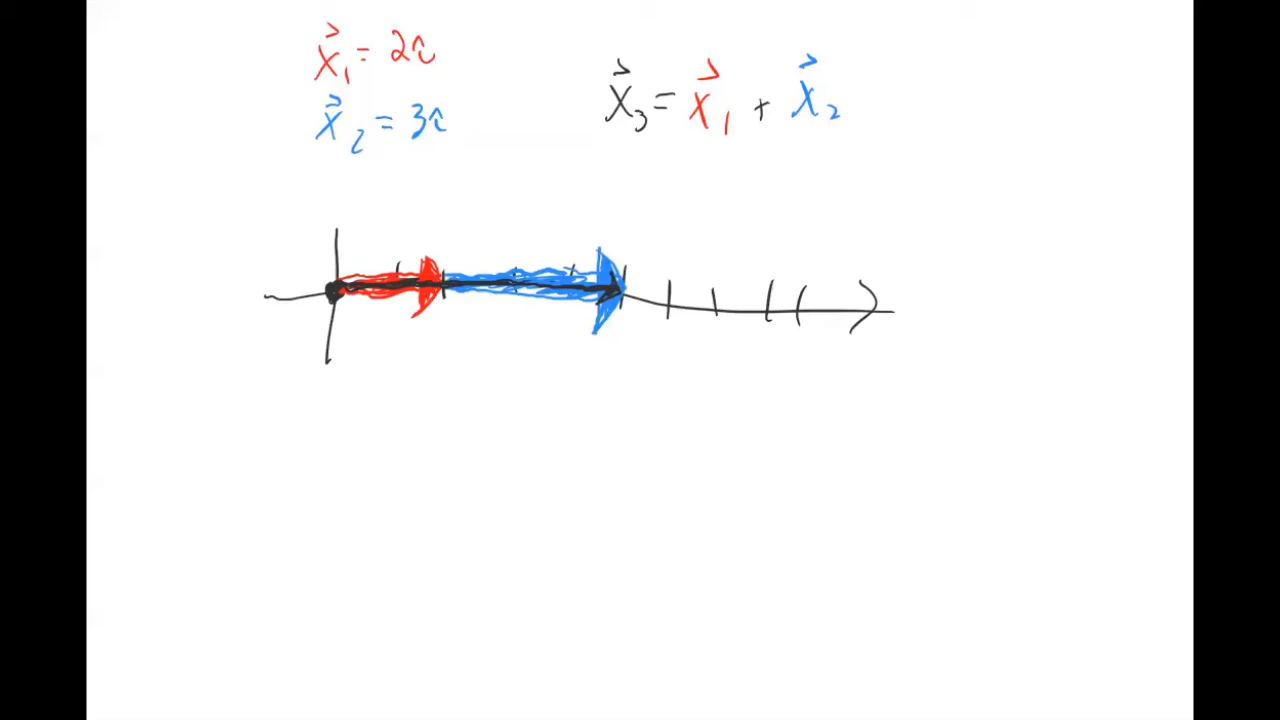 x⃗₁ = 2î
x⃗₂ = 3î
x⃗₃ = x⃗₁ + x⃗₂